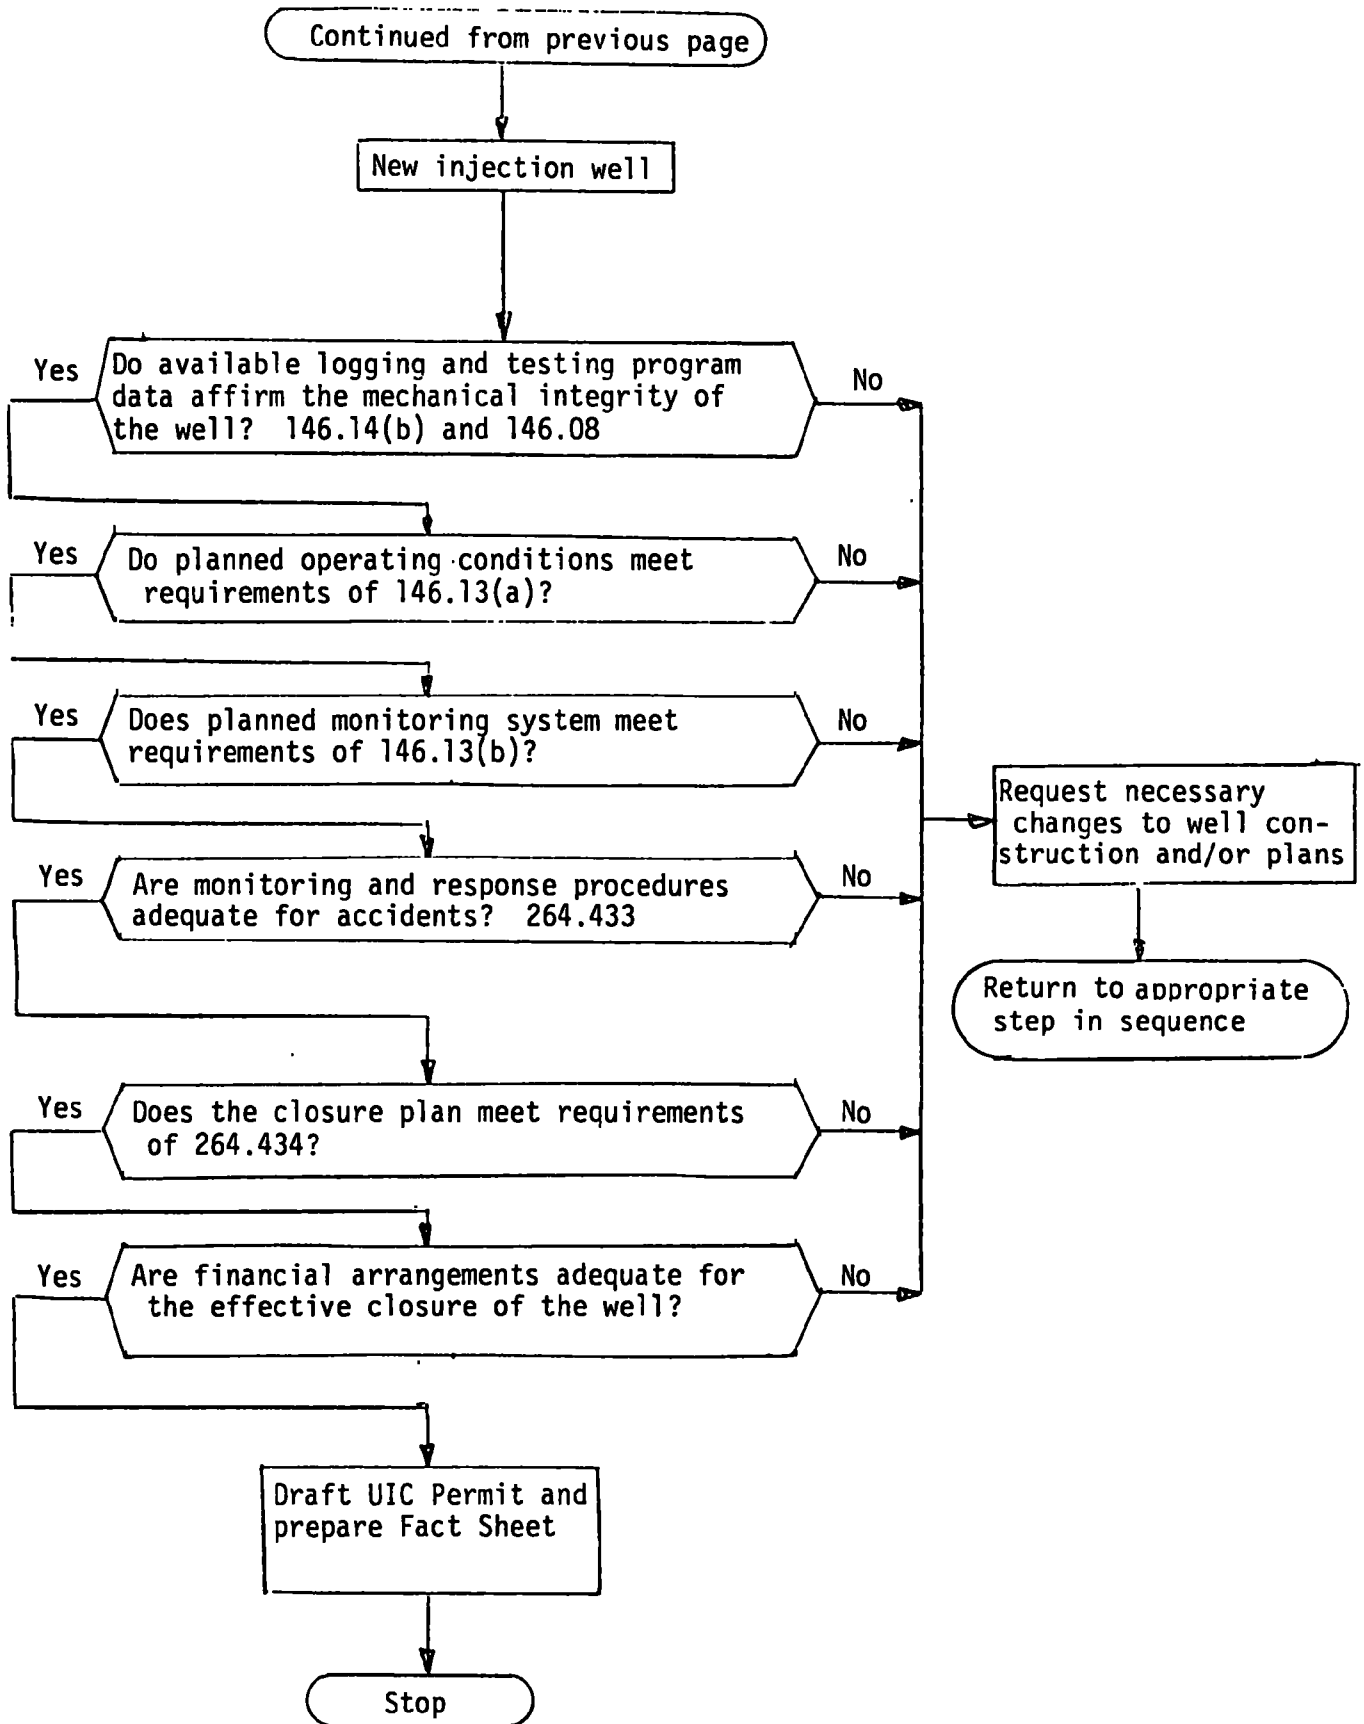 Continued from previous page
New injection well
Yes
Do available logging and testing program
data affirm the mechanical integrity of
the well? 146.14(b) and 146.08
No
Yes
Do planned operating conditions meet
requirements of 146.13(a)?
No
Yes
Does planned monitoring system meet
requirements of 146.13(b)?
No
Request necessary
changes to well con-
struction and/or plans
Yes
Are monitoring and response procedures
adequate for accidents? 264.433
No
Return to appropriate
step in sequence
Yes
Does the closure plan meet requirements
of 264.434?
No
Yes
Are financial arrangements adequate for
the effective closure of the well?
No
Draft UIC Permit and
prepare Fact Sheet
Stop